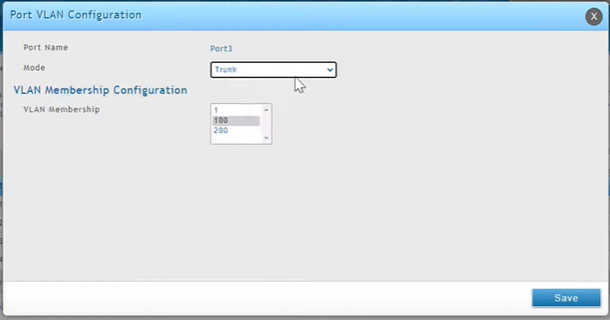 Port VLAN Configuration
X
Port Name Port3
Mode Trunk
VLAN Membership Configuration
VLAN Membership
1
100
200
Save